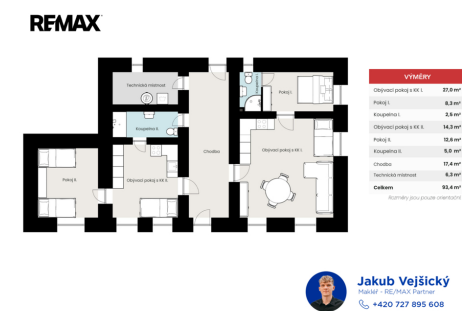 RE/MAX
Technická místnost
Koupelna II.
Pokoj II.
Obývací pokoj s KK II.
Chodba
Koupelna I.
Pokoj I.
Obývací pokoj s KK I.
VÝMĚRY
Obývací pokoj s KK I. 27,0 m²
Pokoj I. 8,3 m²
Koupelna I. 2,5 m²
Obývací pokoj s KK II. 14,3 m²
Pokoj II. 12,6 m²
Koupelna II. 5,0 m²
Chodba 17,4 m²
Technická místnost 6,3 m²
Celkem 93,4 m²
Rozměry jsou pouze orientační
Jakub Vejšický
Makléř - RE/MAX Partner
+420 727 895 608